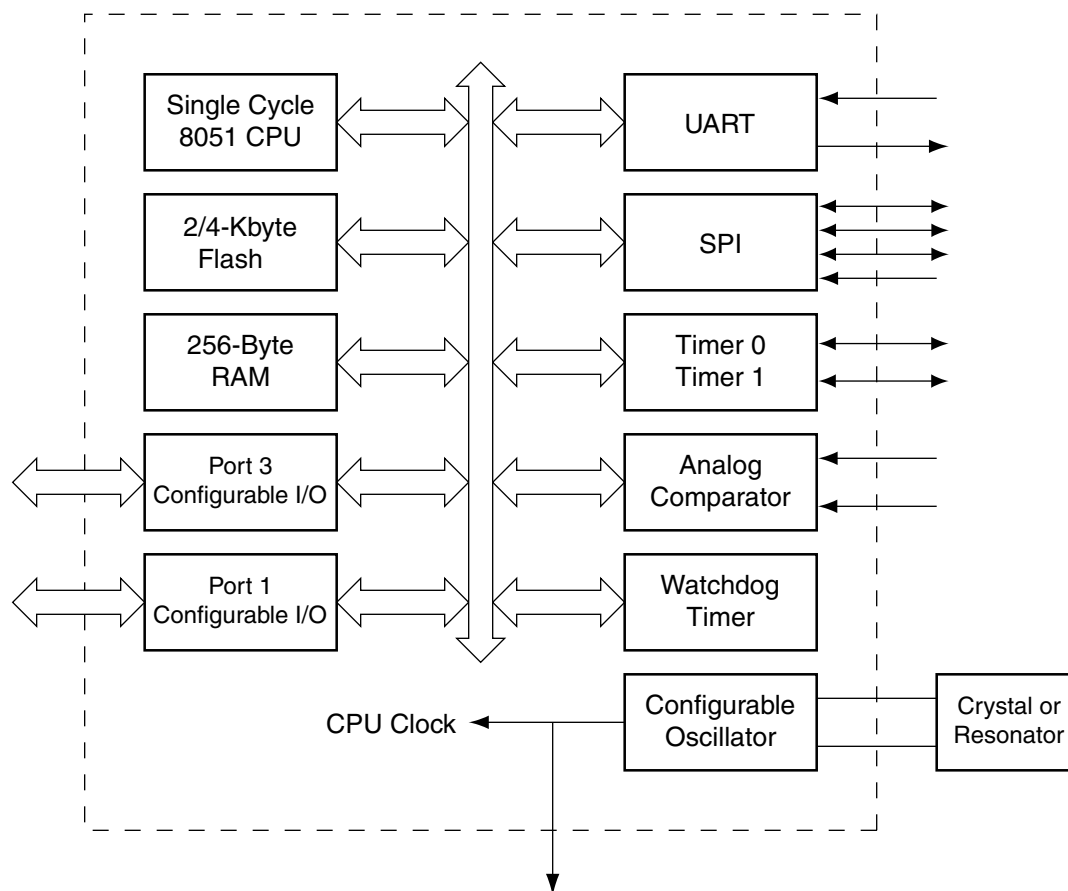 Single Cycle
8051 CPU
UART
2/4-Kbyte
Flash
SPI
256-Byte
RAM
Timer 0
Timer 1
Port 3
Configurable I/O
Analog
Comparator
Port 1
Configurable I/O
Watchdog
Timer
CPU Clock
Configurable
Oscillator
Crystal or
Resonator